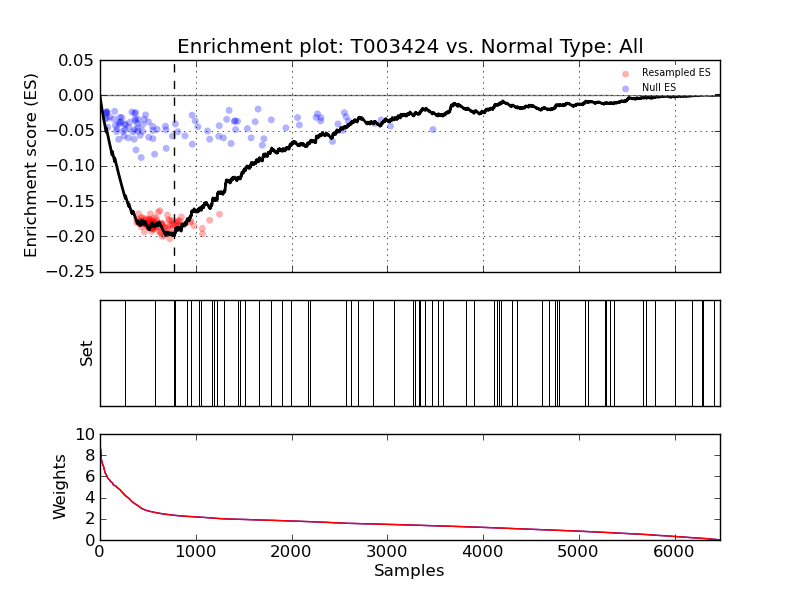 Enrichment plot: T003424 vs. Normal Type: All
Enrichment score (ES)
0.05
0.00
−0.05
−0.10
−0.15
−0.20
−0.25
Resampled ES
Null ES
Set
Weights
10
8
6
4
2
0
0 1000 2000 3000 4000 5000 6000
Samples